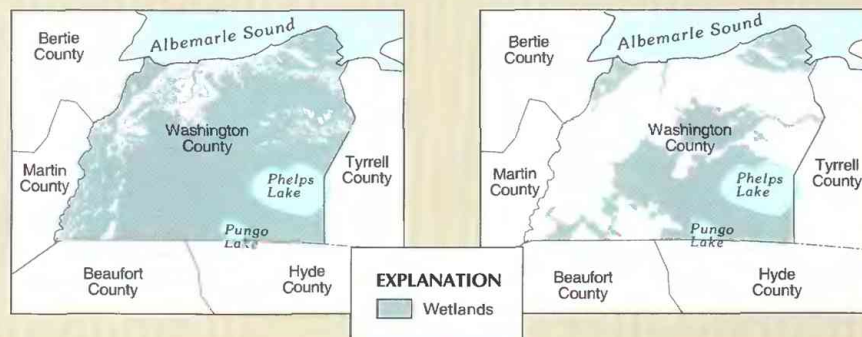 Albemarle Sound
Bertie
County
Washington
County
Martin
County
Tyrrell
County
Phelps
Lake
Pungo
Lake
Beaufort
County
Hyde
County
Albemarle Sound
Bertie
County
Washington
County
Martin
County
Tyrrell
County
Phelps
Lake
Pungo
Lake
Beaufort
County
Hyde
County
EXPLANATION
Wetlands